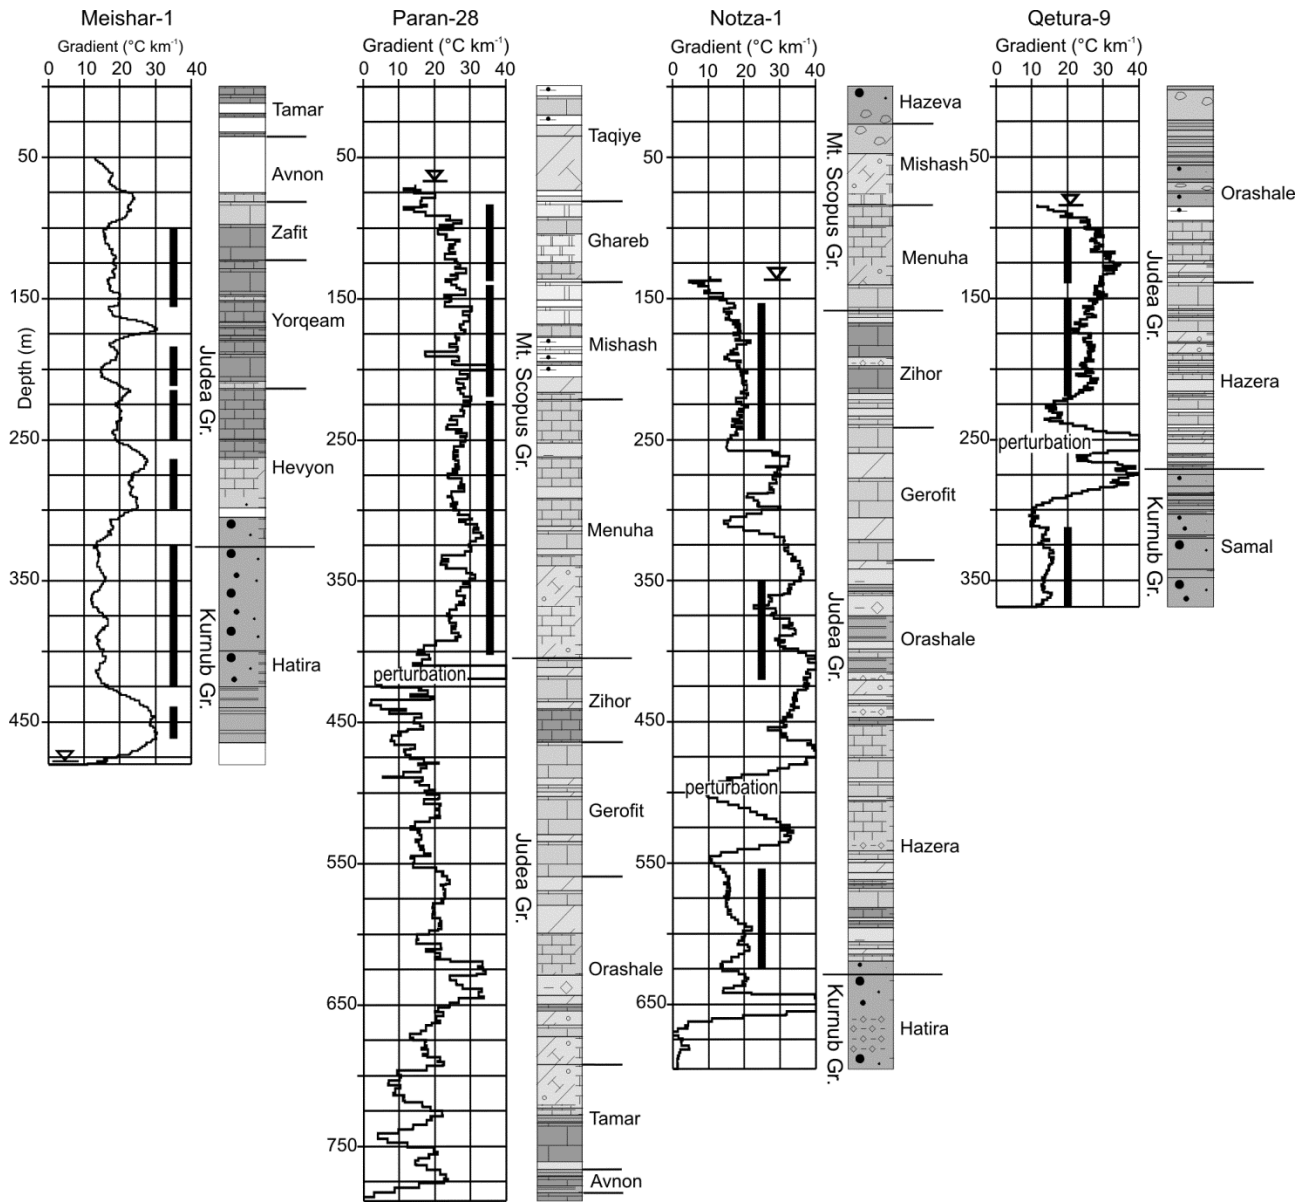 Meishar-1
Gradient (°C km⁻¹)
0 10 20 30 40
Depth (m)
50
150
250
350
450
Judea Gr.
Kurnub Gr.
Tamar
Avnon
Zafit
Yorqeam
Hevyon
Hatira
Paran-28
Gradient (°C km⁻¹)
0 10 20 30 40
50
150
250
350
perturbation
450
550
650
750
Mt. Scopus Gr.
Judea Gr.
Taqiye
Ghareb
Mishash
Menuha
Zihor
Gerofit
Orashale
Tamar
Avnon
Notza-1
Gradient (°C km⁻¹)
0 10 20 30 40
50
150
250
350
450
perturbation
550
650
Mt. Scopus Gr.
Judea Gr.
Kurnub Gr.
Hazeva
Mishash
Menuha
Zihor
Gerofit
Orashale
Hazera
Hatira
Qetura-9
Gradient (°C km⁻¹)
0 10 20 30 40
50
150
250
perturbation
350
Judea Gr.
Kurnub Gr.
Orashale
Hazera
Samal